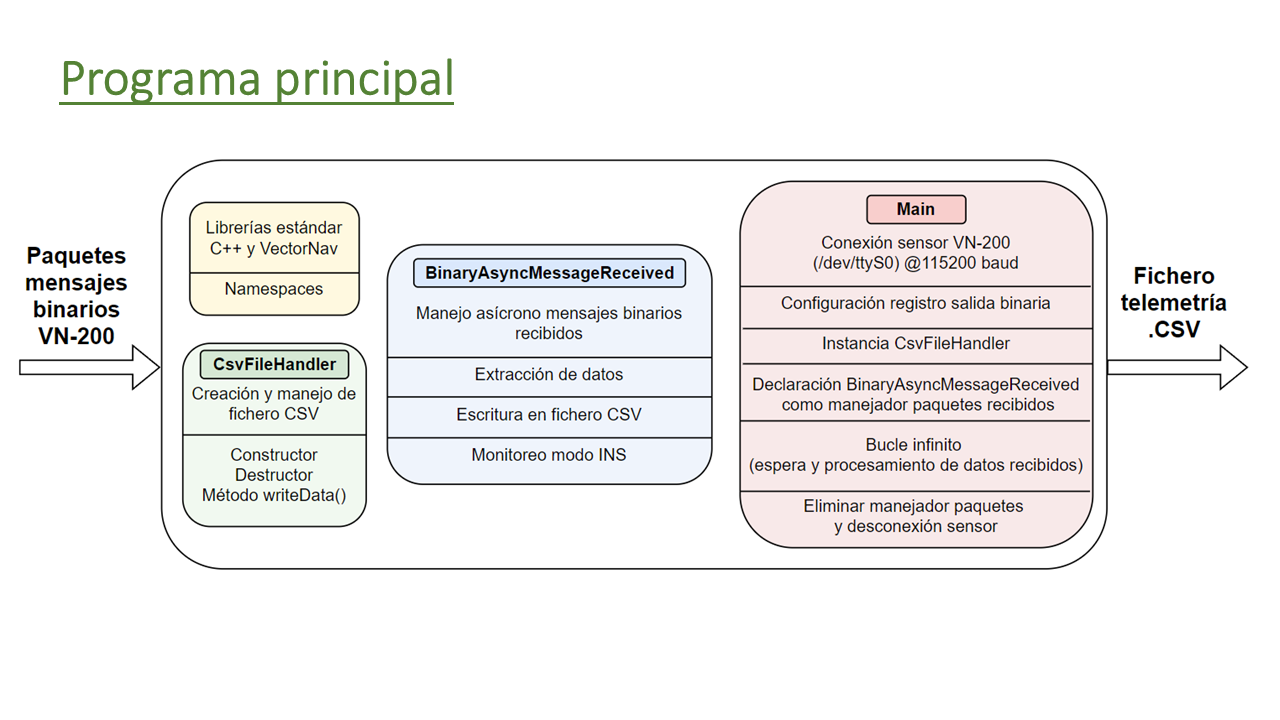 Programa principal
Paquetes
mensajes
binarios
VN-200
Librerías estándar
C++ y VectorNav
Namespaces
CsvFileHandler
Creación y manejo de
fichero CSV
Constructor
Destructor
Método writeData()
BinaryAsyncMessageReceived
Manejo asícrono mensajes binarios
recibidos
Extracción de datos
Escritura en fichero CSV
Monitoreo modo INS
Main
Conexión sensor VN-200
(/dev/ttyS0) @115200 baud
Configuración registro salida binaria
Instancia CsvFileHandler
Declaración BinaryAsyncMessageReceived
como manejador paquetes recibidos
Bucle infinito
(espera y procesamiento de datos recibidos)
Eliminar manejador paquetes
y desconexión sensor
Fichero
telemetría
.CSV